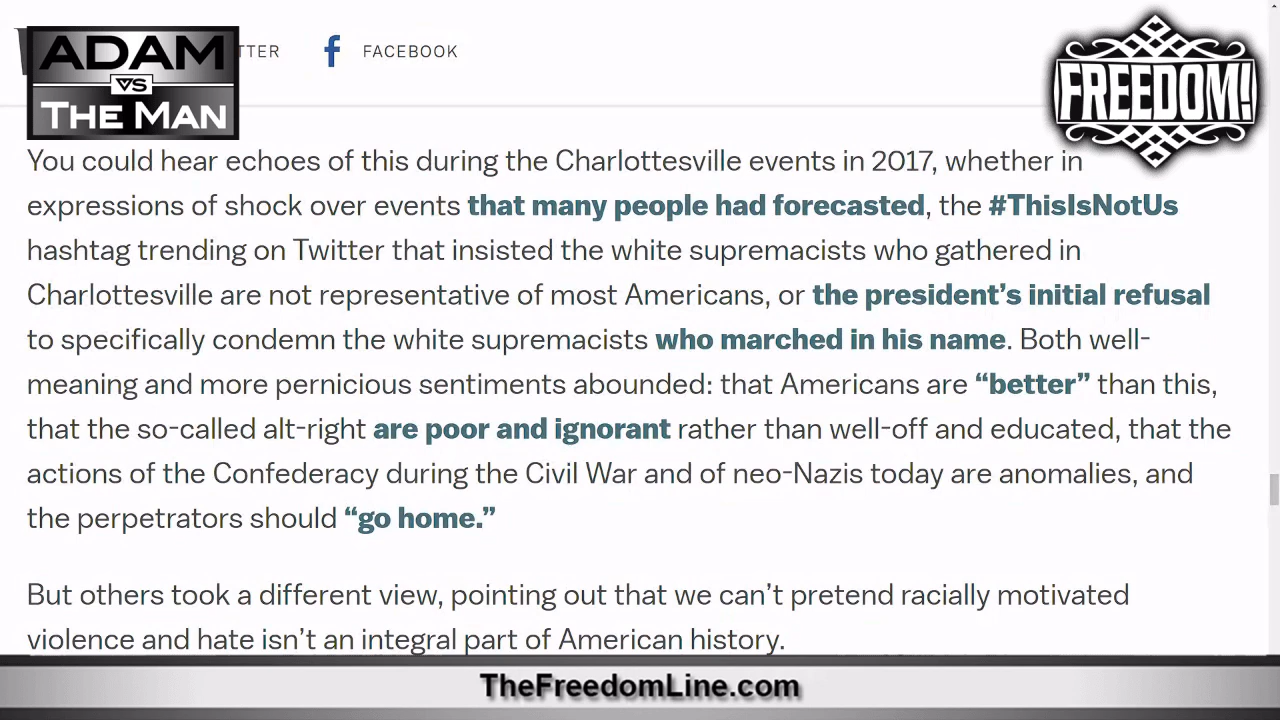 ADAM
VS
THE MAN
TTER
FACEBOOK
FREEDOM!
You could hear echoes of this during the Charlottesville events in 2017, whether in
expressions of shock over events that many people had forecasted, the #ThisIsNotUs
hashtag trending on Twitter that insisted the white supremacists who gathered in
Charlottesville are not representative of most Americans, or the president’s initial refusal
to specifically condemn the white supremacists who marched in his name. Both well-
meaning and more pernicious sentiments abounded: that Americans are “better” than this,
that the so-called alt-right are poor and ignorant rather than well-off and educated, that the
actions of the Confederacy during the Civil War and of neo-Nazis today are anomalies, and
the perpetrators should “go home.”
But others took a different view, pointing out that we can’t pretend racially motivated
violence and hate isn’t an integral part of American history.
TheFreedomLine.com